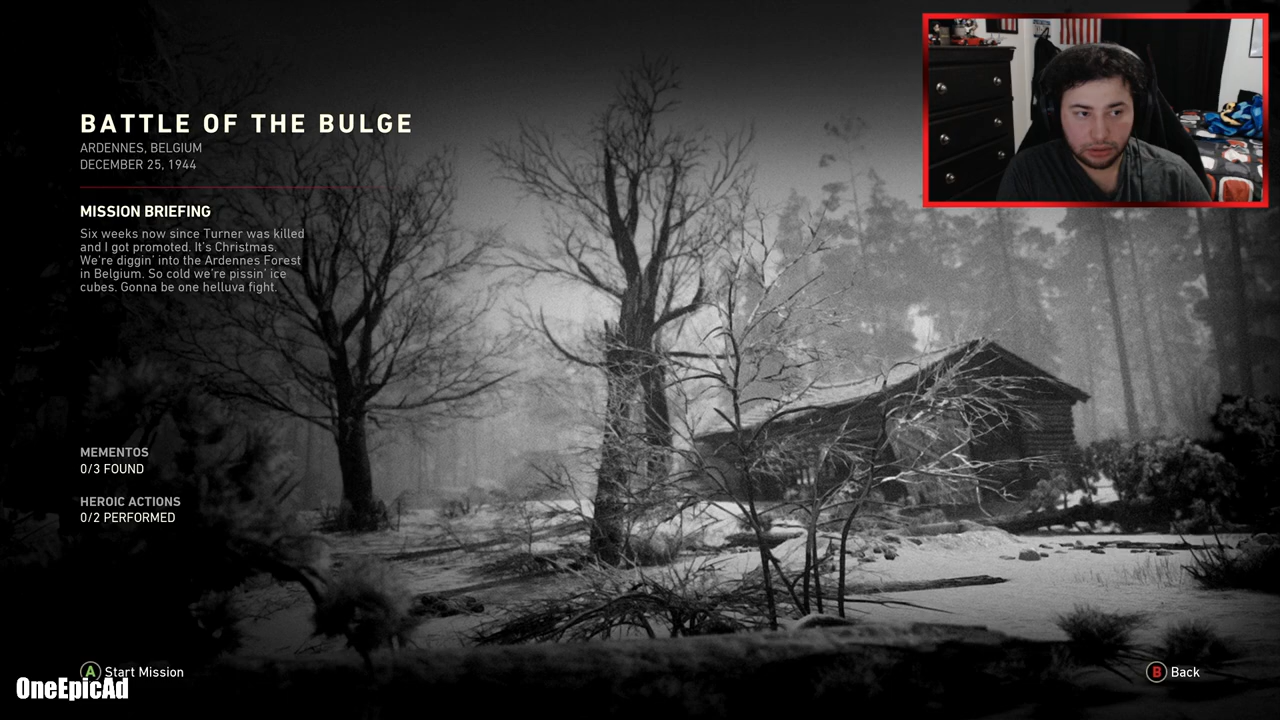 BATTLE OF THE BULGE
ARDENNES, BELGIUM
DECEMBER 25, 1944
MISSION BRIEFING
Six weeks now since Turner was killed
and I got promoted. It's Christmas.
We're diggin' into the Ardennes Forest
in Belgium. So cold we're pissin' ice
cubes. Gonna be one helluva fight.
MEMENTOS
0/3 FOUND
HEROIC ACTIONS
0/2 PERFORMED
A Start Mission
B Back
OneEpicAd